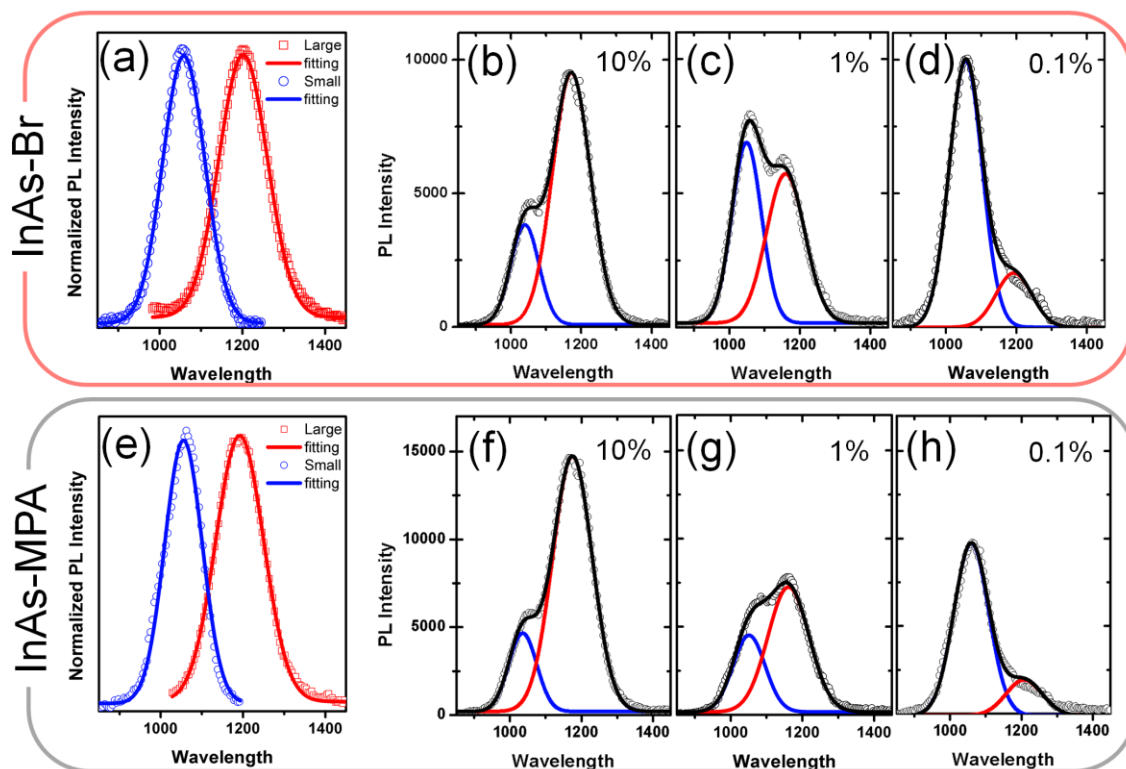 InAs-Br
(a)
Large
fitting
Small
fitting
Normalized PL Intensity
1000 1200 1400
Wavelength
(b)
10%
10000
5000
0
PL Intensity
1000 1200 1400
Wavelength
(c)
1%
1000 1200 1400
Wavelength
(d)
0.1%
1000 1200 1400
Wavelength
InAs-MPA
(e)
Large
fitting
Small
fitting
Normalized PL Intensity
1000 1200 1400
Wavelength
(f)
10%
15000
10000
5000
0
PL Intensity
1000 1200 1400
Wavelength
(g)
1%
1000 1200 1400
Wavelength
(h)
0.1%
1000 1200 1400
Wavelength